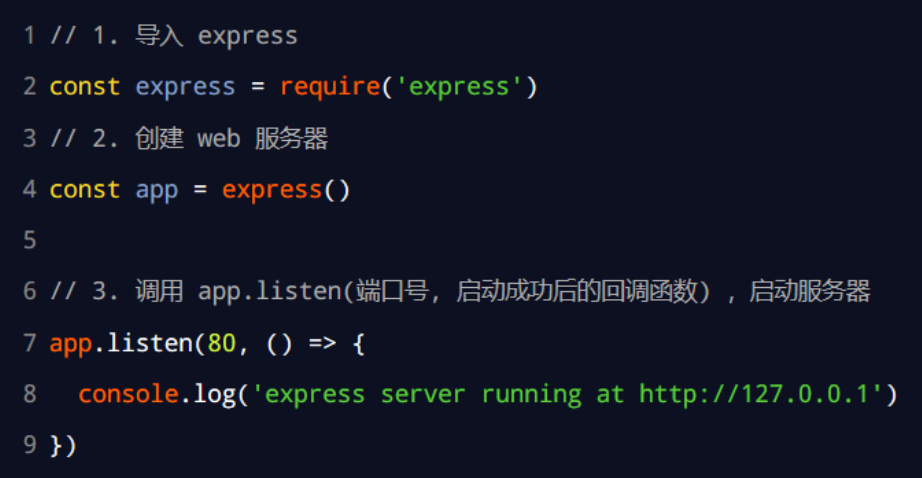 1 // 1. 导入 express
2 const express = require('express')
3 // 2. 创建 web 服务器
4 const app = express()
5
6 // 3. 调用 app.listen(端口号, 启动成功后的回调函数) , 启动服务器
7 app.listen(80, () => {
8   console.log('express server running at http://127.0.0.1')
9 })